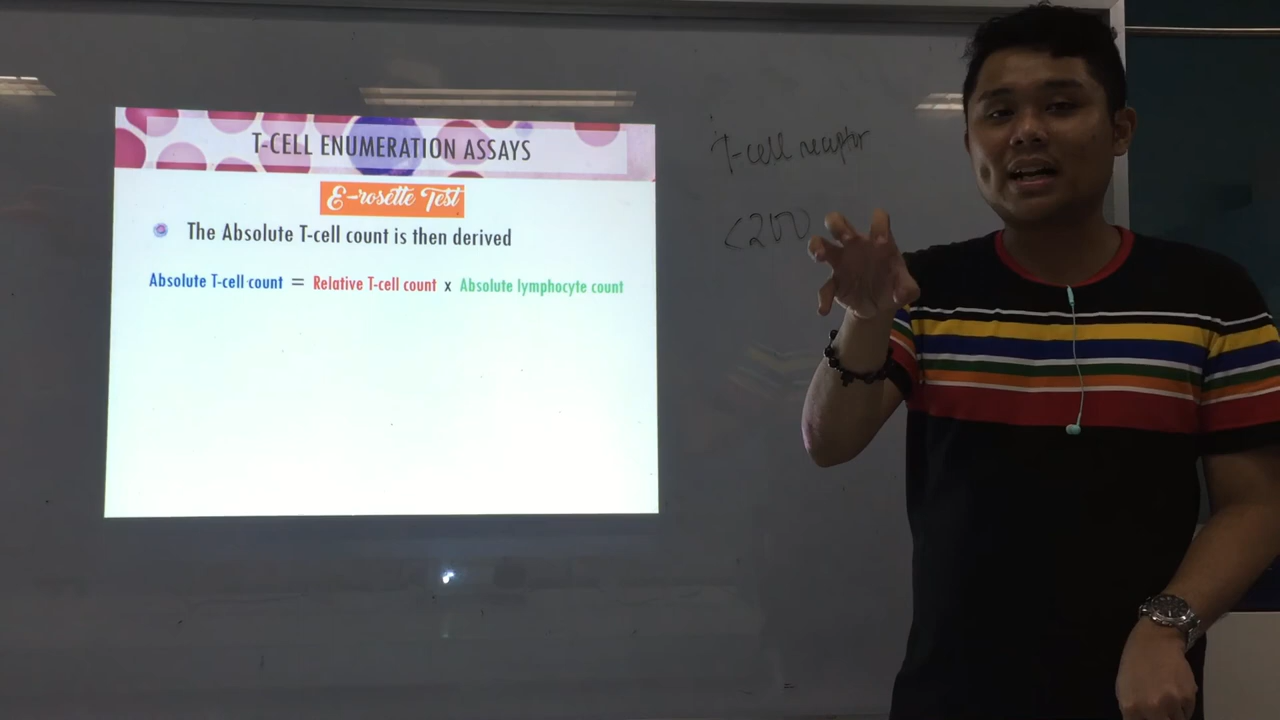 T-CELL ENUMERATION ASSAYS
E-rosette Test
The Absolute T-cell count is then derived
Absolute T-cell count = Relative T-cell count x Absolute lymphocyte count
T-cell receptor
<200